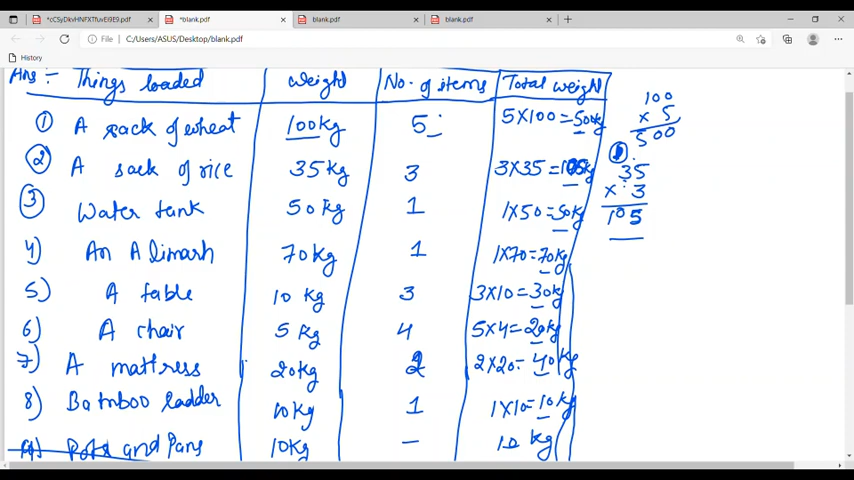 *cCSyDkvHNFXTfuvEi9E9.pdf *blank.pdf blank.pdf blank.pdf
File C:/Users/ASUS/Desktop/blank.pdf
History
Ans :- Things loaded weight No. of items Total weight
① A sack of wheat 100kg 5 5×100=500kg
② A sack of rice 35kg 3 3×35=105kg
③ Water tank 50kg 1 1×50=50kg
4) An Almirah 70kg 1 1×70=70kg
5) A table 10 kg 3 3×10=30kg
6) A chair 5 kg 4 5×4=20kg
7) A mattress 20kg 2 2×20=40kg
8) Bamboo ladder 10kg 1 1×10=10kg
9) Pots and Pans 10kg — 10 kg
100
× 5
500
35
× 3
105